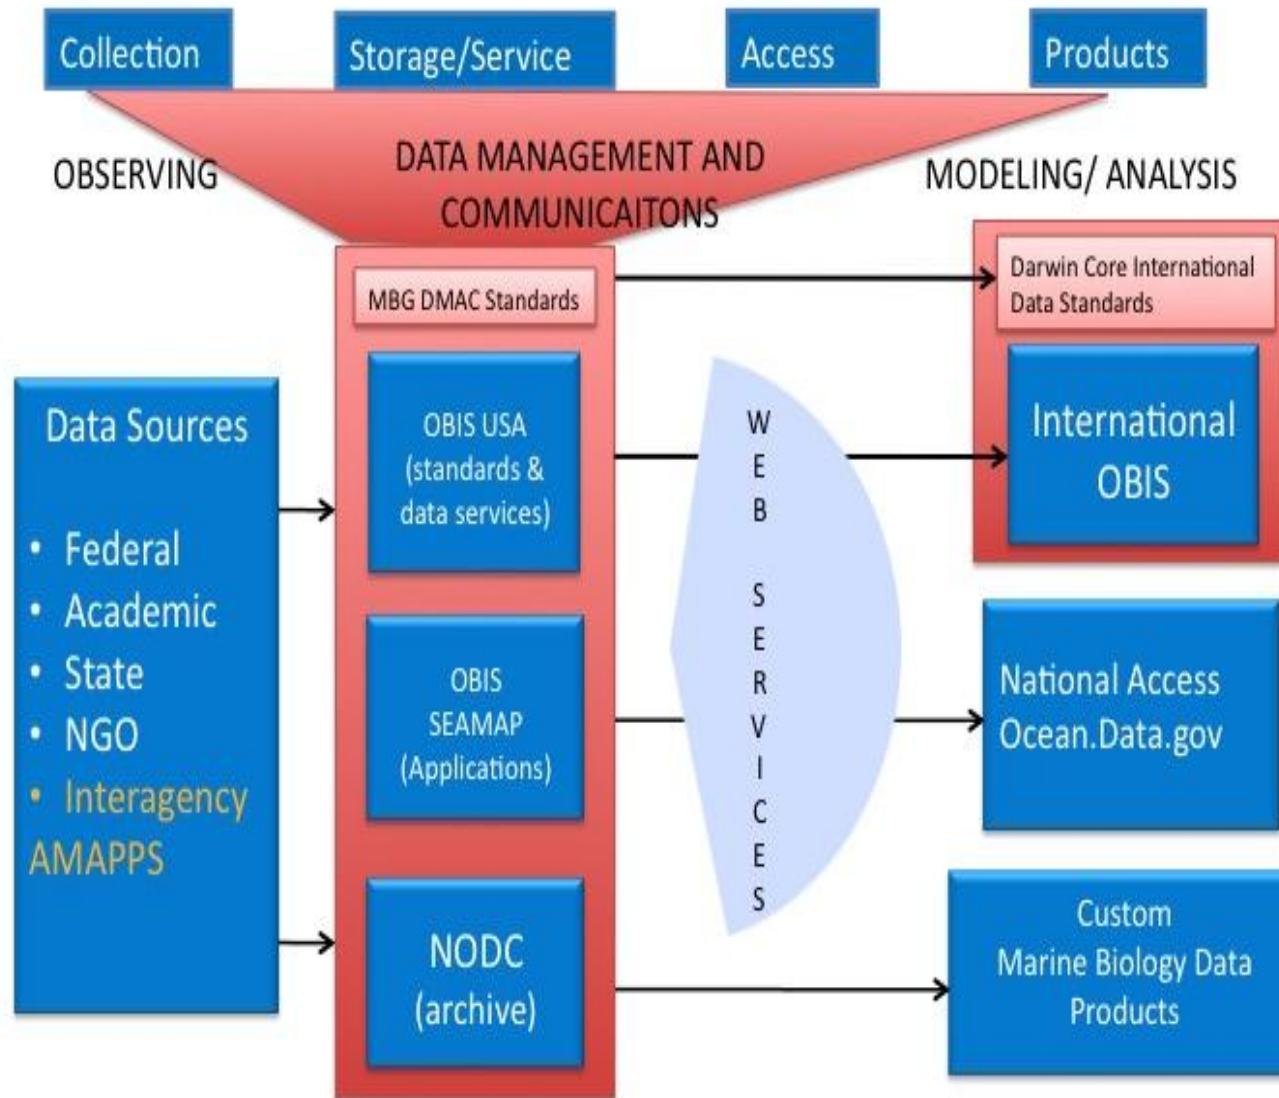 Collection
Storage/Service
Access
Products
OBSERVING
DATA MANAGEMENT AND
COMMUNICAITONS
MODELING/ ANALYSIS
MBG DMAC Standards
Darwin Core International
Data Standards
Data Sources
• Federal
• Academic
• State
• NGO
• Interagency
AMAPPS
OBIS USA
(standards &
data services)
OBIS
SEAMAP
(Applications)
NODC
(archive)
WEB SERVICES
International
OBIS
National Access
Ocean.Data.gov
Custom
Marine Biology Data
Products